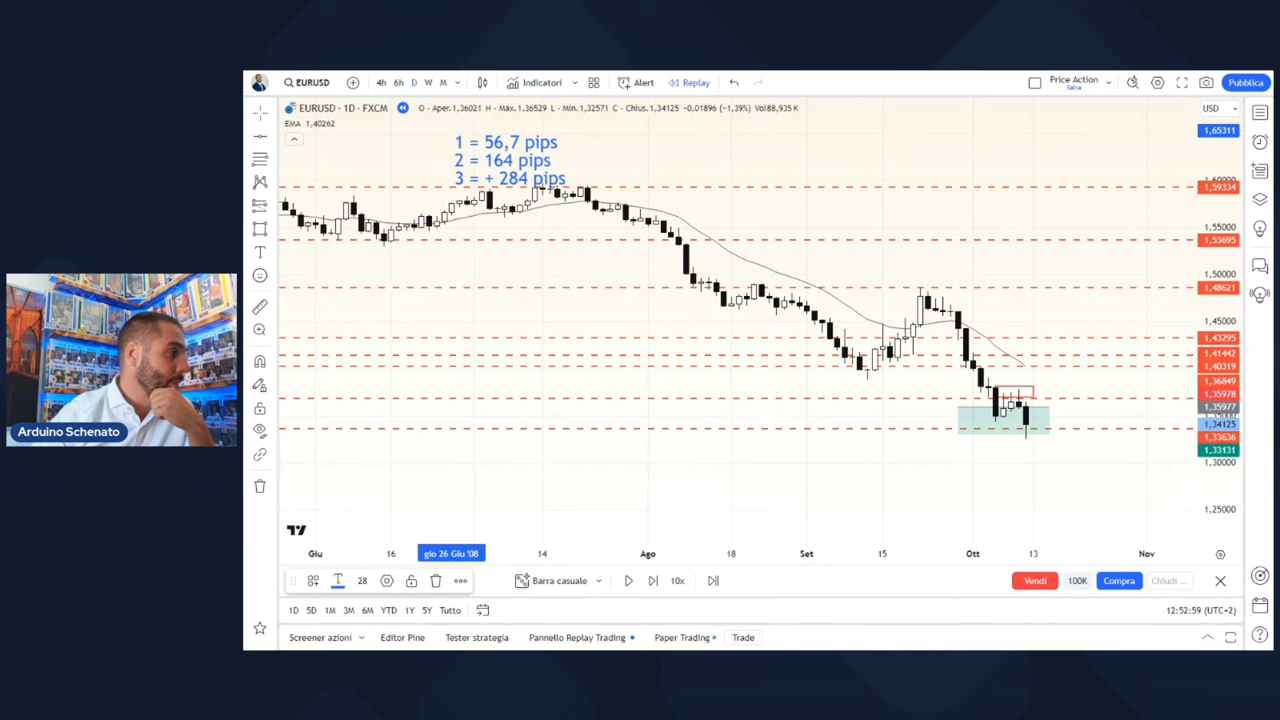 EURUSD
4h 6h D W M
Indicatori
Alert
Replay
Price Action
Salva
Pubblica
EURUSD · 1D · FXCM
O - Aper.1,36021 H - Max.1,36529 L - Min.1,32571 C - Chius.1,34125 −0,01896 (−1,39%) Vol88,935 K
USD
EMA 1,40262
1 = 56,7 pips
2 = 164 pips
3 = + 284 pips
1,65311
1,59334
1,55000
1,53695
1,50000
1,48621
1,45000
1,43295
1,41442
1,40319
1,36849
1,35978
1,35977
1,34125
1,33636
1,33131
1,30000
1,25000
Arduino Schenato
Giu 16 gio 26 Giu '08 14 Ago 18 Set 15 Ott 13 Nov
28
Barra casuale
10x
Vendi 100K Compra Chiudi ...
1D 5D 1M 3M 6M YTD 1Y 5Y Tutto
12:52:59 (UTC+2)
Screener azioni Editor Pine Tester strategia Pannello Replay Trading Paper Trading Trade